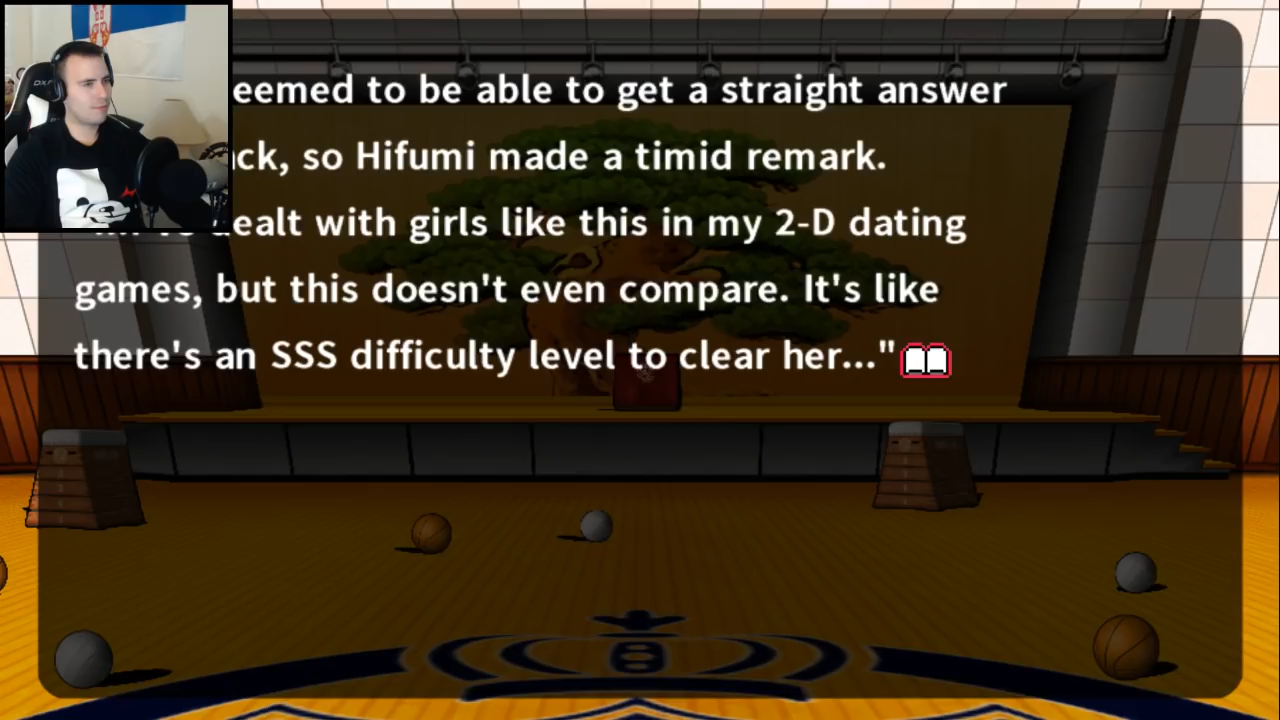 eemed to be able to get a straight answer
ck, so Hifumi made a timid remark.
dealt with girls like this in my 2-D dating
games, but this doesn't even compare. It's like
there's an SSS difficulty level to clear her..."